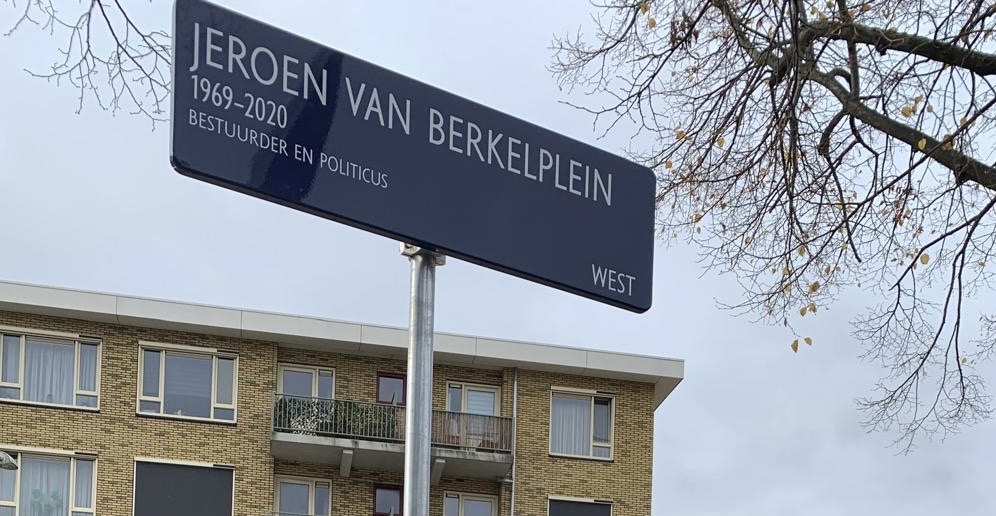 JEROEN VAN BERKELPLEIN
1969–2020
BESTUURDER EN POLITICUS
WEST